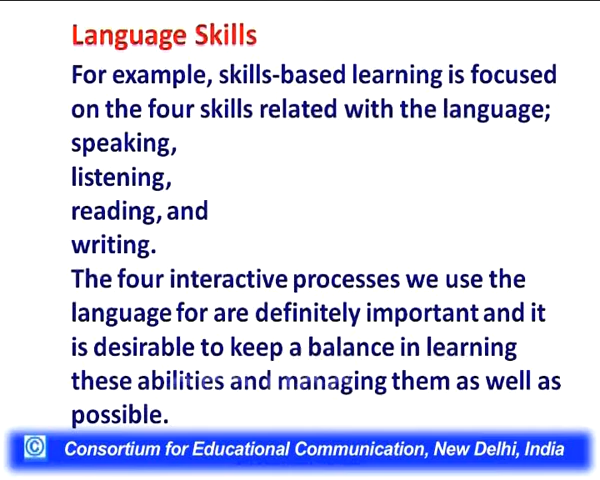 Language Skills
For example, skills-based learning is focused
on the four skills related with the language;
speaking,
listening,
reading, and
writing.
The four interactive processes we use the
language for are definitely important and it
is desirable to keep a balance in learning
these abilities and managing them as well as
possible.
© Consortium for Educational Communication, New Delhi, India